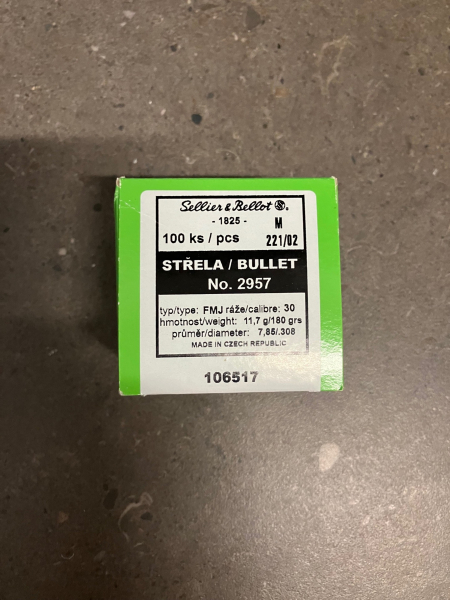 Sellier & Bellot S&B.
- 1825 - M
100 ks / pcs 221/02
STŘELA / BULLET
No. 2957
typ/type: FMJ ráže/calibre: 30
hmotnost/weight: 11,7 g/180 grs
průměr/diameter: 7,85/.308
MADE IN CZECH REPUBLIC
106517